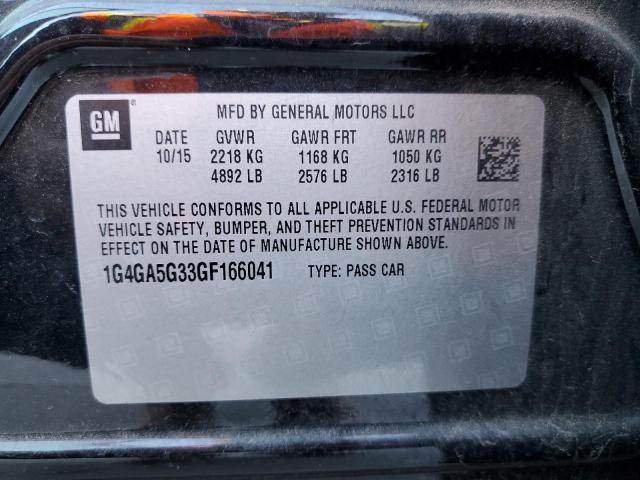 GM®
MFD BY GENERAL MOTORS LLC
DATE GVWR GAWR FRT GAWR RR
10/15 2218 KG 1168 KG 1050 KG
4892 LB 2576 LB 2316 LB
THIS VEHICLE CONFORMS TO ALL APPLICABLE U.S. FEDERAL MOTOR
VEHICLE SAFETY, BUMPER, AND THEFT PREVENTION STANDARDS IN
EFFECT ON THE DATE OF MANUFACTURE SHOWN ABOVE.
1G4GA5G33GF166041 TYPE: PASS CAR